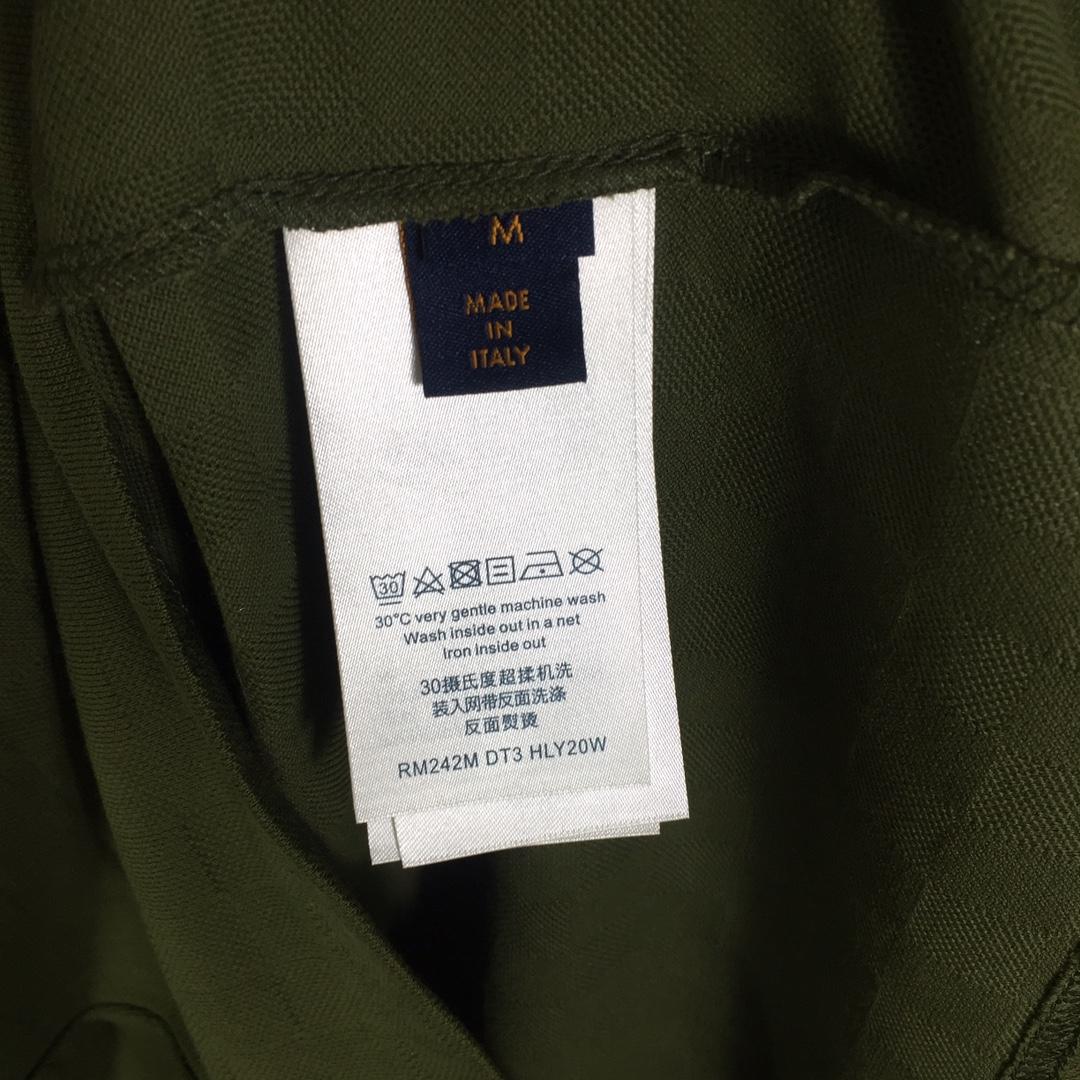 M
MADE
IN
ITALY
30
30°C very gentle machine wash
Wash inside out in a net
Iron inside out
30摄氏度超揉机洗
装入网带反面洗涤
反面熨烫
RM242M DT3 HLY20W